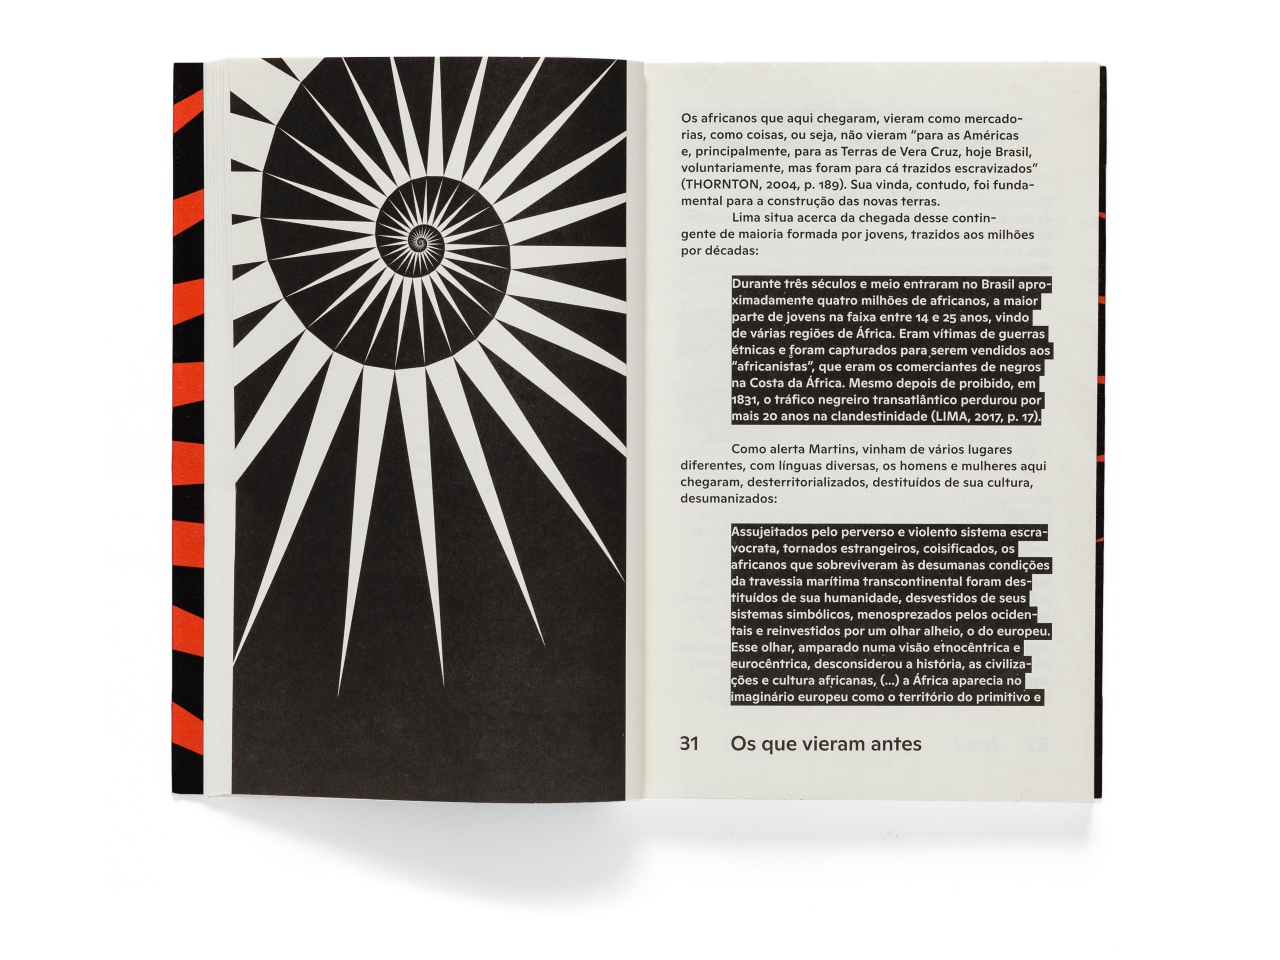 Os africanos que aqui chegaram, vieram como mercado-
rias, como coisas, ou seja, não vieram “para as Américas
e, principalmente, para as Terras de Vera Cruz, hoje Brasil,
voluntariamente, mas foram para cá trazidos escravizados”
(THORNTON, 2004, p. 189). Sua vinda, contudo, foi funda-
mental para a construção das novas terras.
Lima situa acerca da chegada desse contin-
gente de maioria formada por jovens, trazidos aos milhões
por décadas:
Durante três séculos e meio entraram no Brasil apro-
ximadamente quatro milhões de africanos, a maior
parte de jovens na faixa entre 14 e 25 anos, vindo
de várias regiões de África. Eram vítimas de guerras
étnicas e foram capturados para serem vendidos aos
“africanistas”, que eram os comerciantes de negros
na Costa da África. Mesmo depois de proibido, em
1831, o tráfico negreiro transatlântico perdurou por
mais 20 anos na clandestinidade (LIMA, 2017, p. 17).
Como alerta Martins, vinham de vários lugares
diferentes, com línguas diversas, os homens e mulheres aqui
chegaram, desterritorializados, destituídos de sua cultura,
desumanizados:
Assujeitados pelo perverso e violento sistema escra-
vocrata, tornados estrangeiros, coisificados, os
africanos que sobreviveram às desumanas condições
da travessia marítima transcontinental foram des-
tituídos de sua humanidade, desvestidos de seus
sistemas simbólicos, menosprezados pelos ociden-
tais e reinvestidos por um olhar alheio, o do europeu.
Esse olhar, amparado numa visão etnocêntrica e
eurocêntrica, desconsiderou a história, as civiliza-
ções e cultura africanas, (...) a África aparecia no
imaginário europeu como o território do primitivo e
31 Os que vieram antes